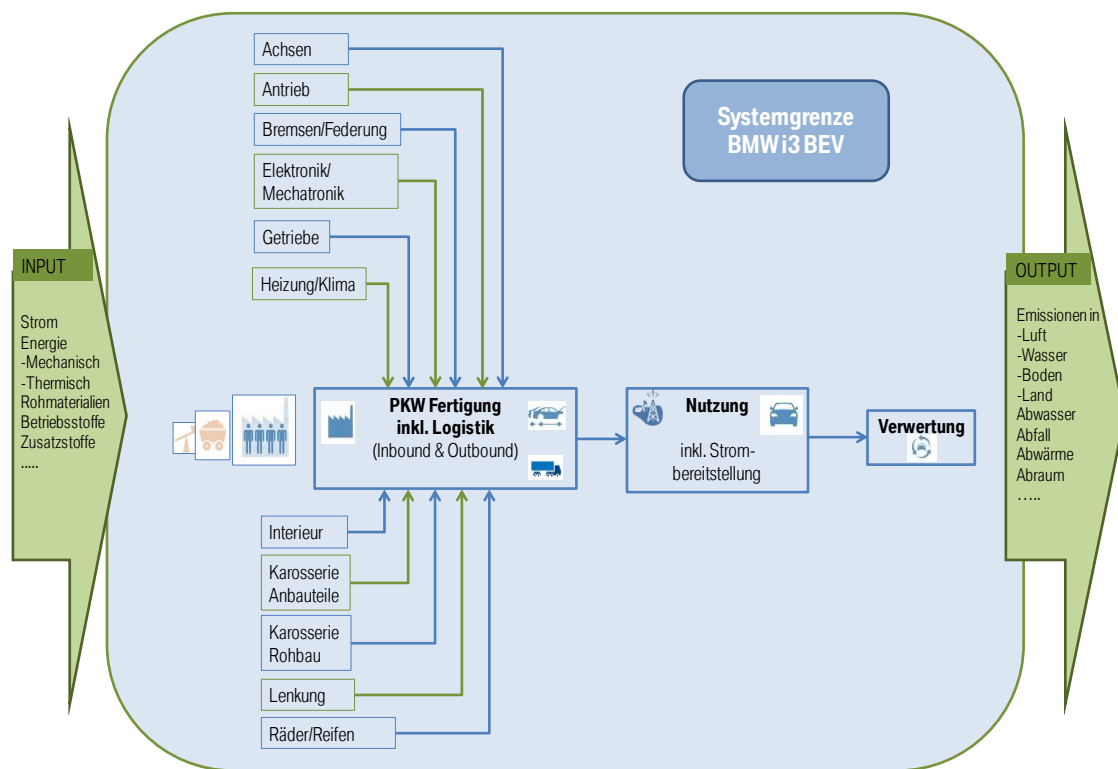 Achsen
Antrieb
Bremsen/Federung
Elektronik/
Mechatronik
Getriebe
Heizung/Klima
Systemgrenze
BMW i3 BEV
INPUT
Strom
Energie
-Mechanisch
-Thermisch
Rohmaterialien
Betriebsstoffe
Zusatzstoffe
.....
PKW Fertigung
inkl. Logistik
(Inbound & Outbound)
Nutzung
inkl. Strom-
bereitstellung
Verwertung
OUTPUT
Emissionen in
-Luft
-Wasser
-Boden
-Land
Abwasser
Abfall
Abwärme
Abraum
.....
Interieur
Karosserie
Anbauteile
Karosserie
Rohbau
Lenkung
Räder/Reifen